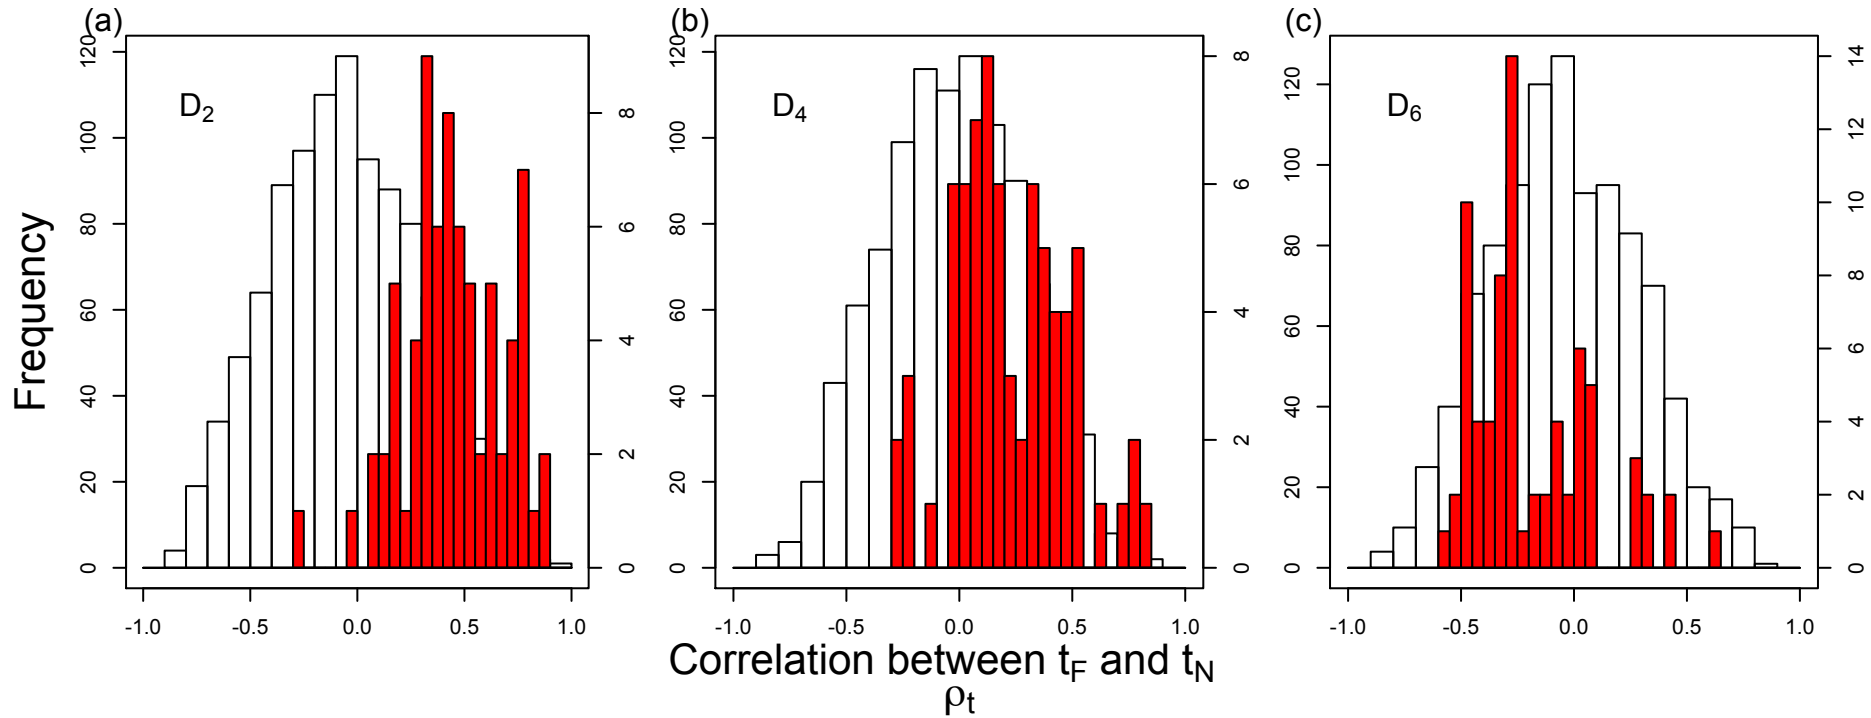 (a)
D2
0 20 40 60 80 100 120
0 2 4 6 8
-1.0 -0.5 0.0 0.5 1.0
(b)
D4
0 20 40 60 80 100 120
0 2 4 6 8
-1.0 -0.5 0.0 0.5 1.0
(c)
D6
0 20 40 60 80 100 120
0 2 4 6 8 10 12 14
-1.0 -0.5 0.0 0.5 1.0
Frequency
Correlation between tF and tN
ρt